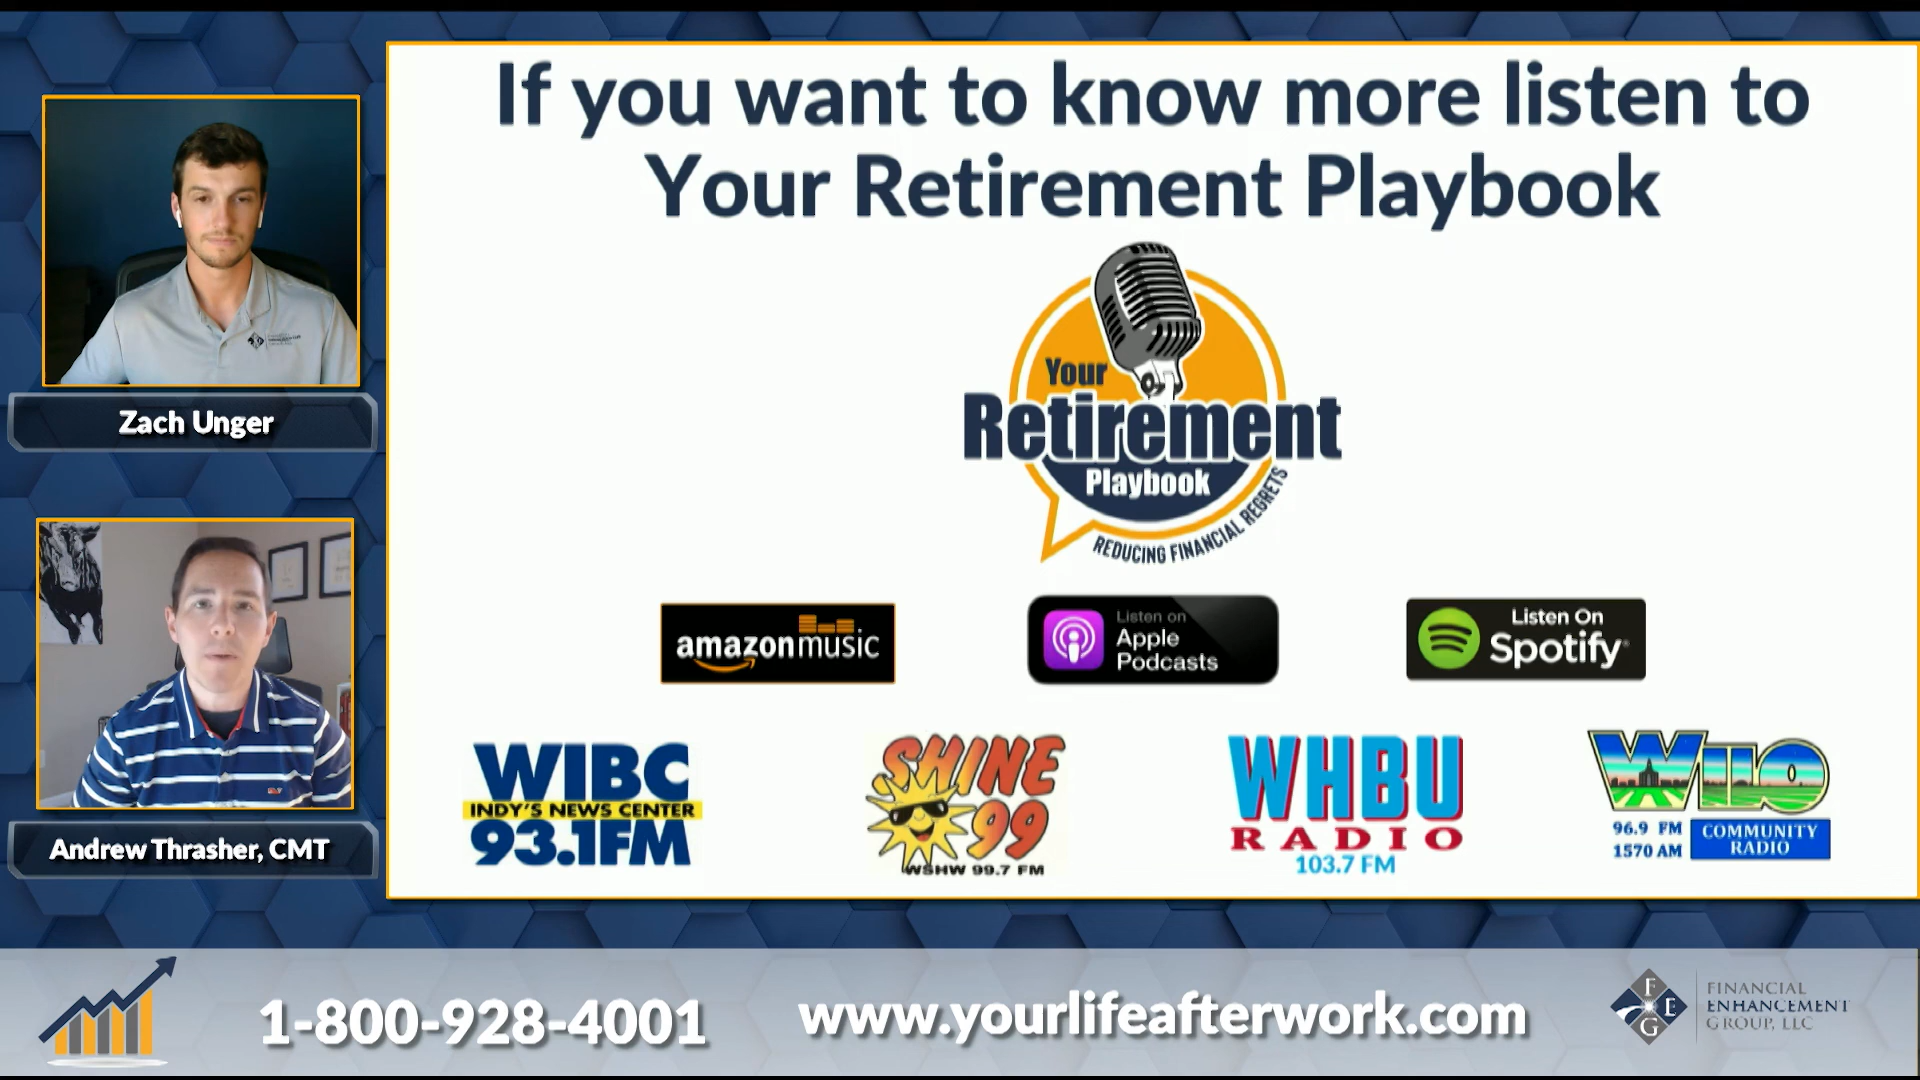 If you want to know more listen to
Your Retirement Playbook
Your
Retirement
Playbook
REDUCING FINANCIAL REGRETS
amazon music
Listen on
Apple
Podcasts
Listen On
Spotify
WIBC
INDY'S NEWS CENTER
93.1FM
SHINE
99
WSHW 99.7 FM
WHBU
RADIO
103.7 FM
WIIO
96.9 FM
1570 AM
COMMUNITY
RADIO
Zach Unger
Andrew Thrasher, CMT
1-800-928-4001
www.yourlifeafterwork.com
F
E
G
FINANCIAL
ENHANCEMENT
GROUP, LLC